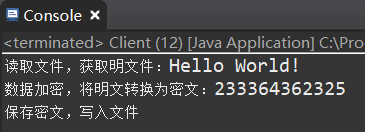 Console
<terminated> Client (12) [Java Application] C:\Pro
读取文件，获取明文件：Hello World!
数据加密，将明文转换为密文：233364362325
保存密文，写入文件